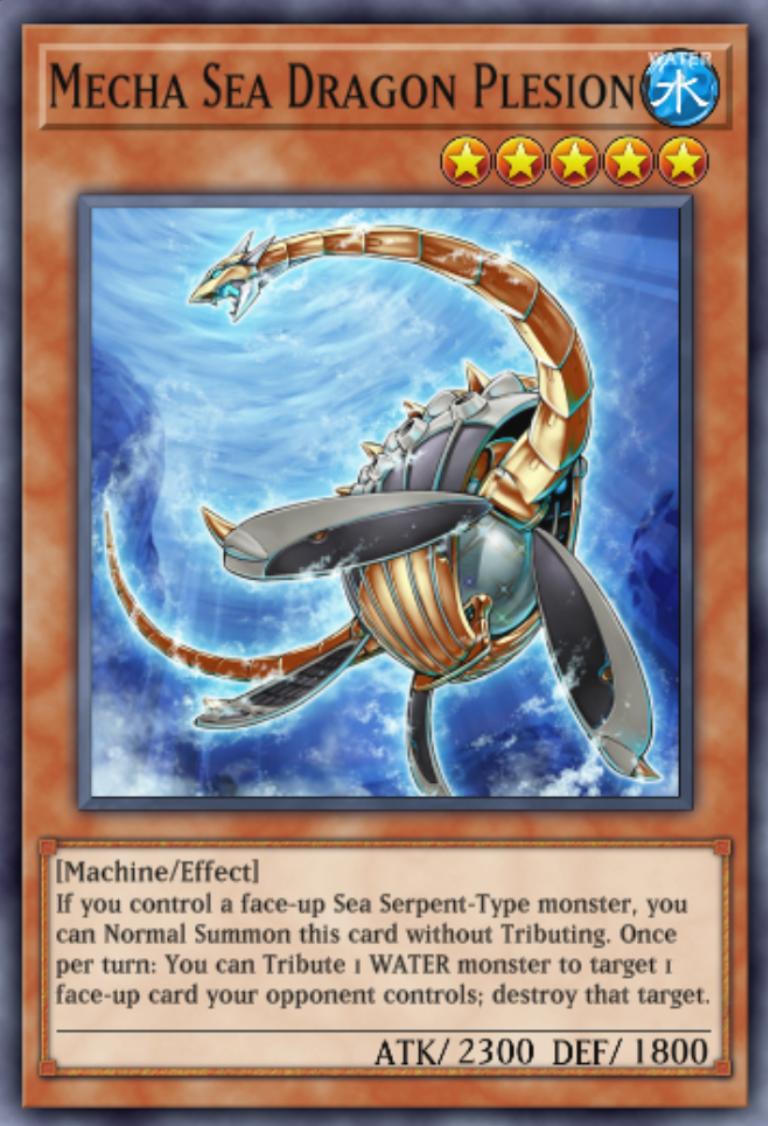 Mecha Sea Dragon Plesion
WATER
水
[Machine/Effect]
If you control a face-up Sea Serpent-Type monster, you
can Normal Summon this card without Tributing. Once
per turn: You can Tribute 1 WATER monster to target 1
face-up card your opponent controls; destroy that target.
ATK/ 2300 DEF/ 1800